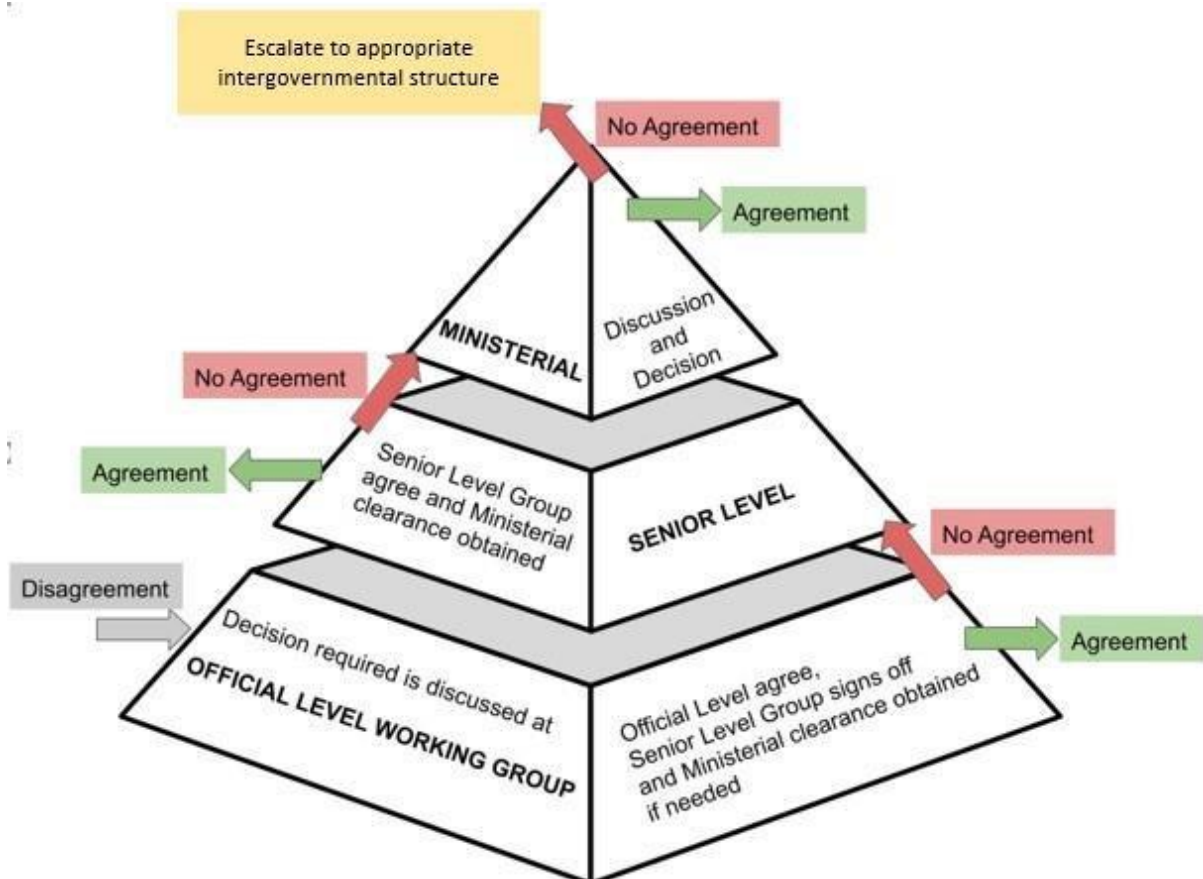 Escalate to appropriate
intergovernmental structure
No Agreement
Agreement
MINISTERIAL
Discussion
and
Decision
No Agreement
Agreement
Senior Level Group
agree and Ministerial
clearance obtained
SENIOR LEVEL
No Agreement
Disagreement
Decision required is discussed at
OFFICIAL LEVEL WORKING GROUP
Official Level agree,
Senior Level Group signs off
and Ministerial clearance obtained
if needed
Agreement